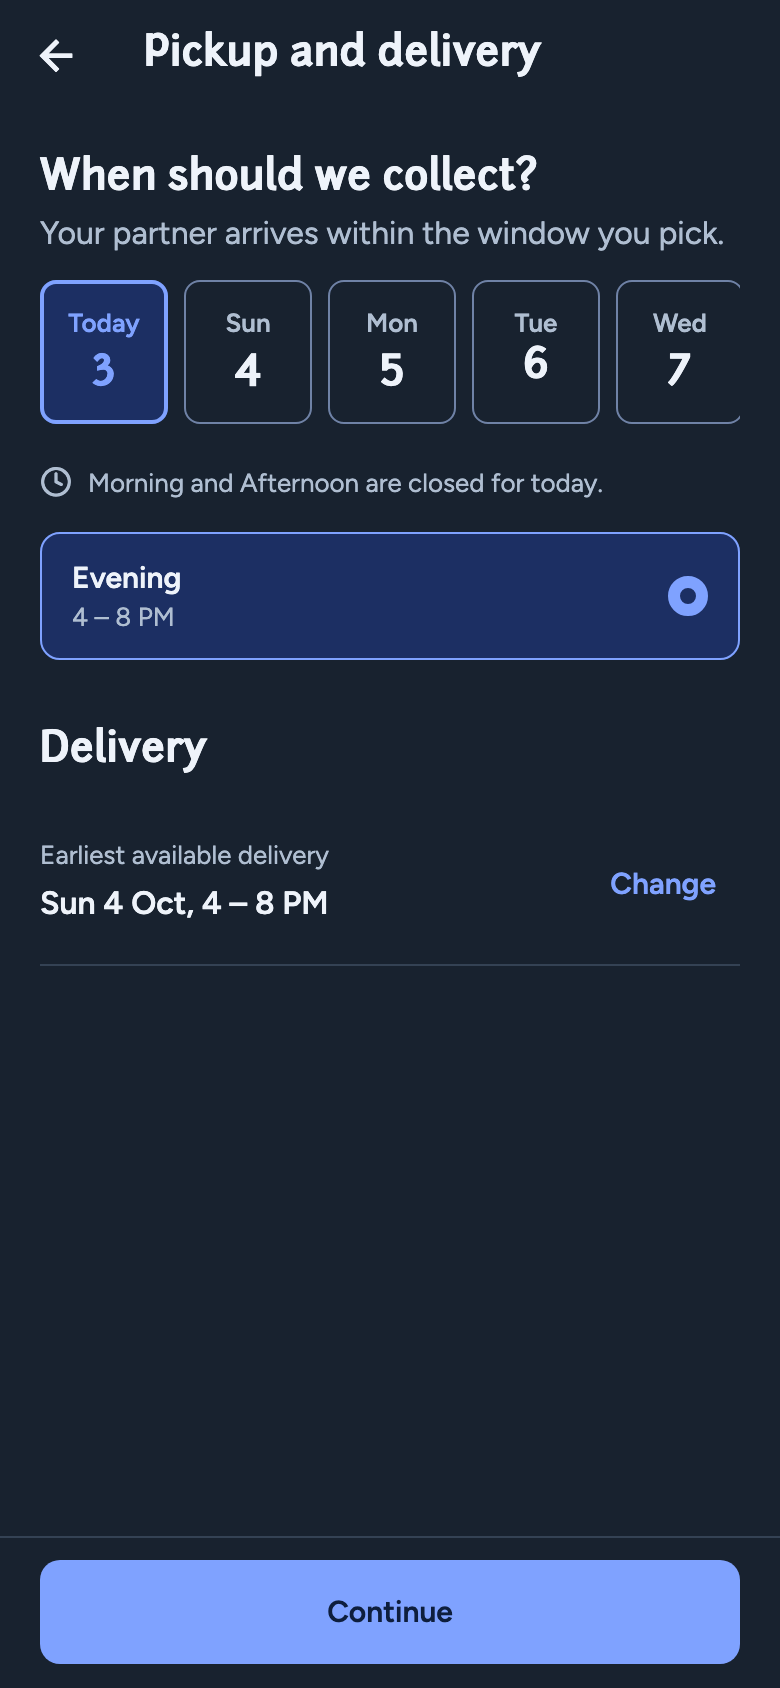 Pickup and delivery
When should we collect?
Your partner arrives within the window you pick.
Today Sun Mon Tue Wed
3 4 5 6 7
Morning and Afternoon are closed for today.
Evening
4 – 8 PM
Delivery
Earliest available delivery
Sun 4 Oct, 4 – 8 PM
Change
Continue